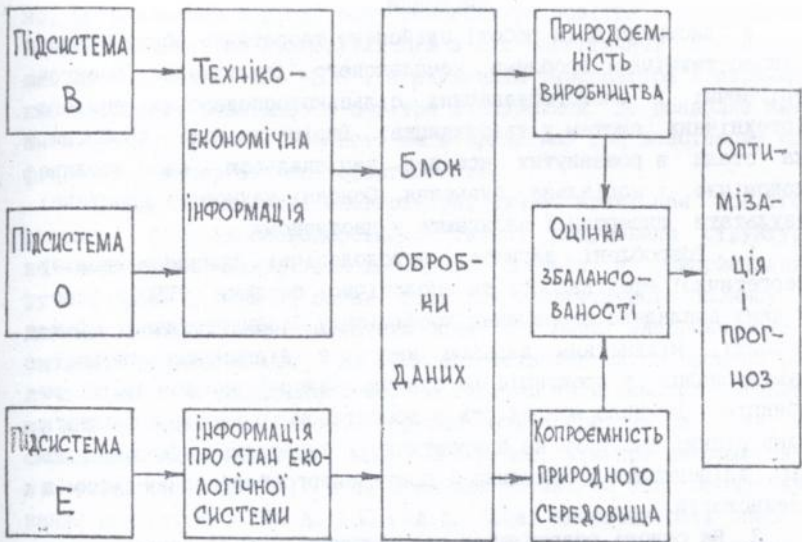 Підсистема
В
Техніко-
економічна
інформація
Блок
обробки
даних
Природоєм-
ність
виробництва
Опти-
міза-
ція
прог-
ноз
Підсистема
О
Оцінка
збалансо-
ваності
Підсистема
Е
Інформація
про стан еко-
логічної
системи
Копроємність
природного
середовища